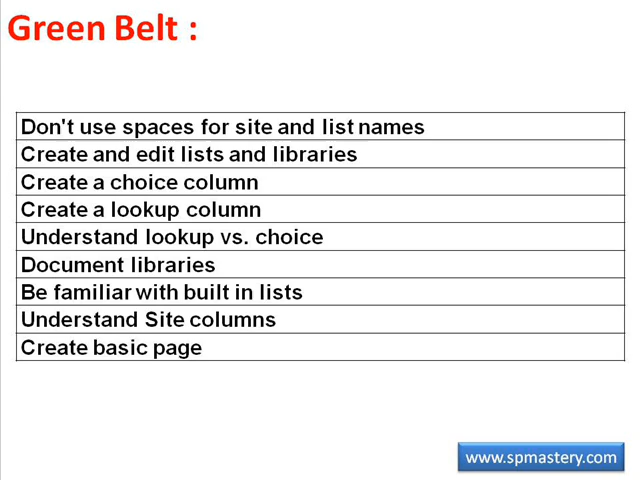 Green Belt :
Don't use spaces for site and list names
Create and edit lists and libraries
Create a choice column
Create a lookup column
Understand lookup vs. choice
Document libraries
Be familiar with built in lists
Understand Site columns
Create basic page
www.spmastery.com